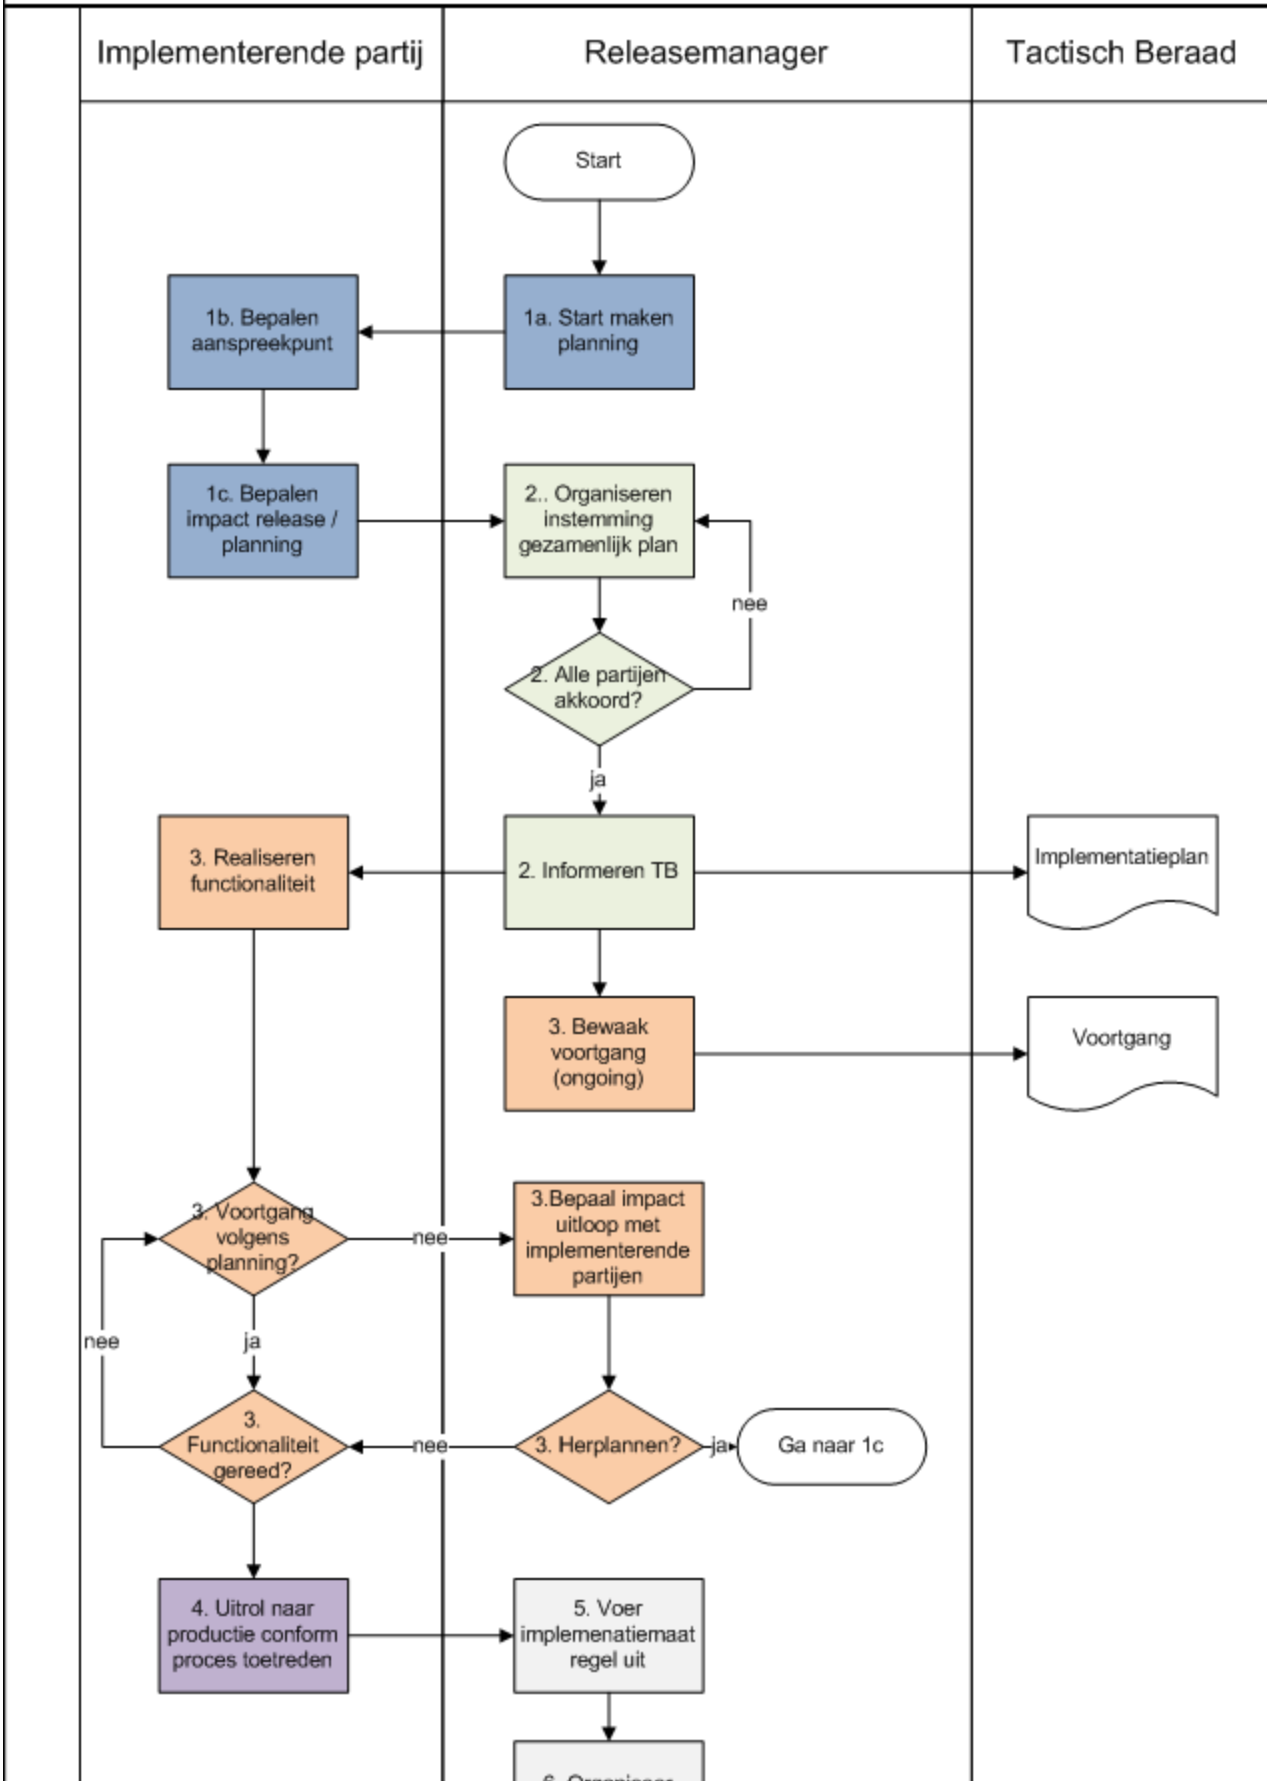 Implementerende partij
Releasemanager
Tactisch Beraad
Start
1b. Bepalen
aanspreekpunt
1a. Start maken
planning
1c. Bepalen
impact release /
planning
2.. Organiseren
instemming
gezamenlijk plan
nee
2. Alle partijen
akkoord?
ja
3. Realiseren
functionaliteit
2. Informeren TB
Implementatieplan
3. Bewaak
voortgang
(ongoing)
Voortgang
3. Voortgang
volgens
planning?
nee
3.Bepaal impact
uitloop met
implementerende
partijen
nee
ja
3.
Functionaliteit
gereed?
nee
3. Herplannen?
ja
Ga naar 1c
4. Uitrol naar
productie conform
proces toetreden
5. Voer
implemenatiemaat
regel uit